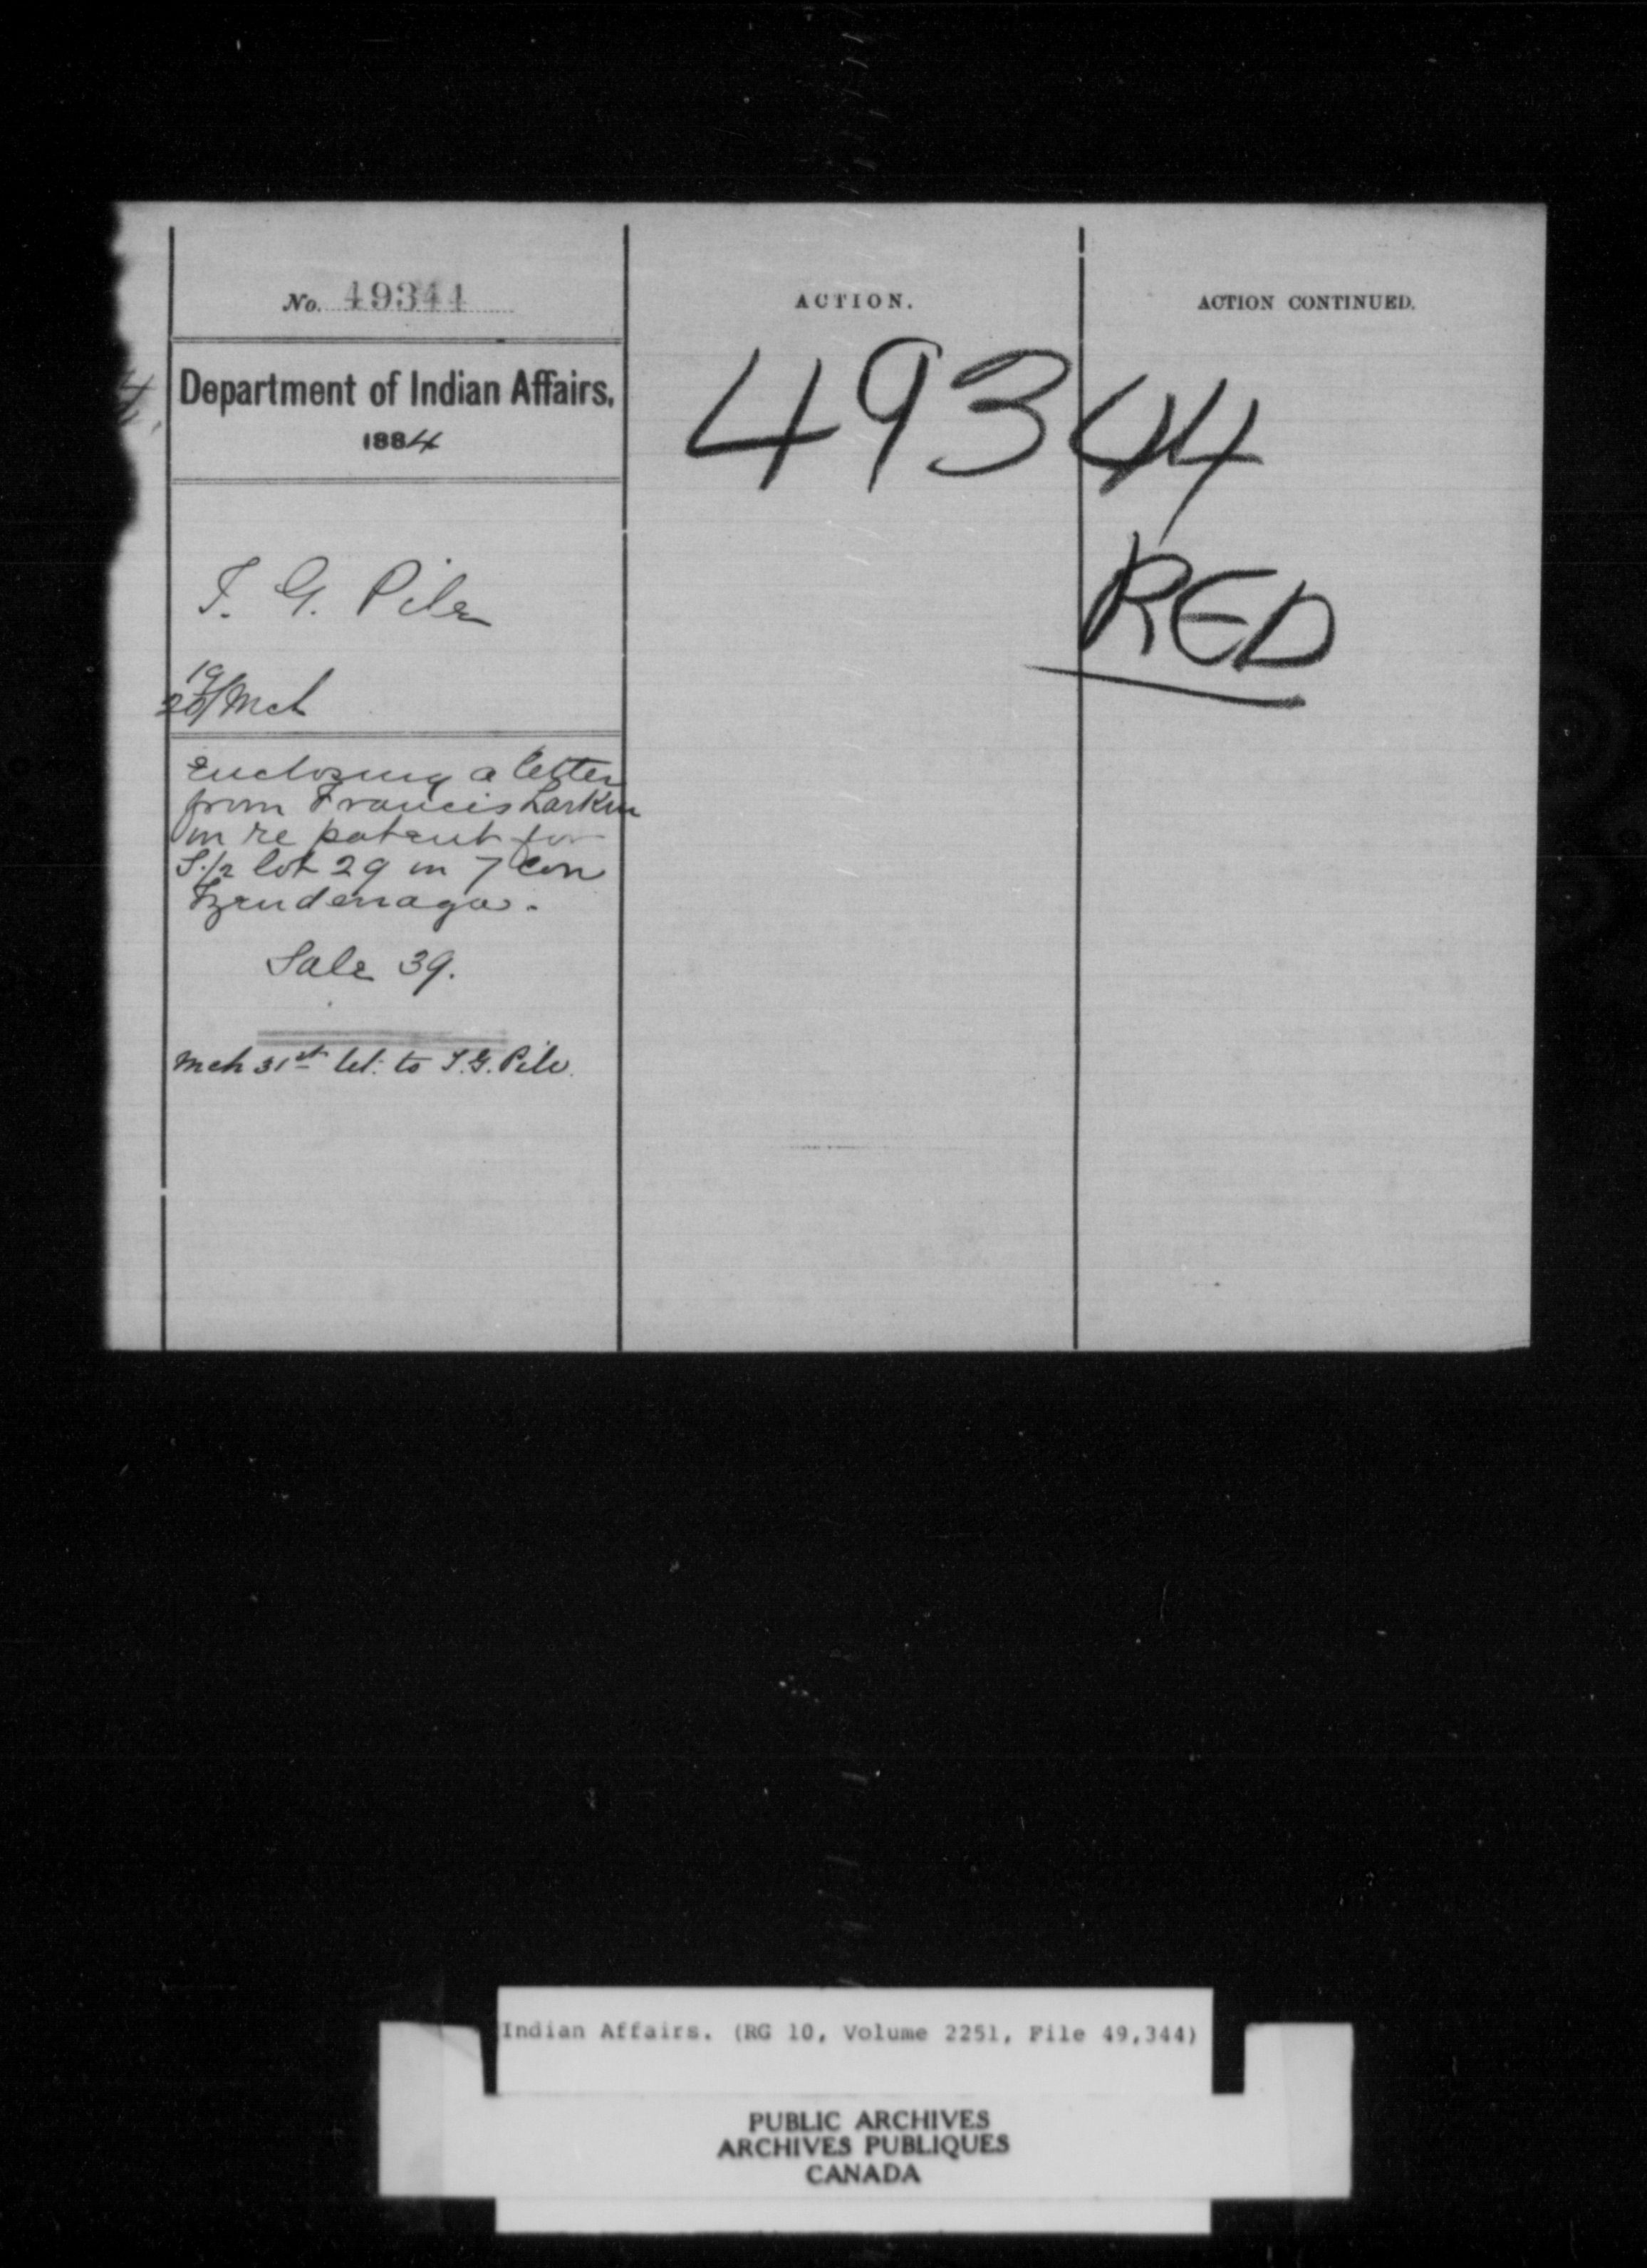 No. 49344
Department of Indian Affairs,
1884
T. G. Pile
19/20/Mch
Enclosing a letter
from Francis Larkin
in re patent for
S.1/2 lot 29 in 7 Con
Tyendenaga.
Sale 39.
Mch 31st let. to T.G. Pile.
ACTION.
49344
RED
ACTION CONTINUED.
Indian Affairs. (RG 10, Volume 2251, File 49,344)
PUBLIC ARCHIVES
ARCHIVES PUBLIQUES
CANADA